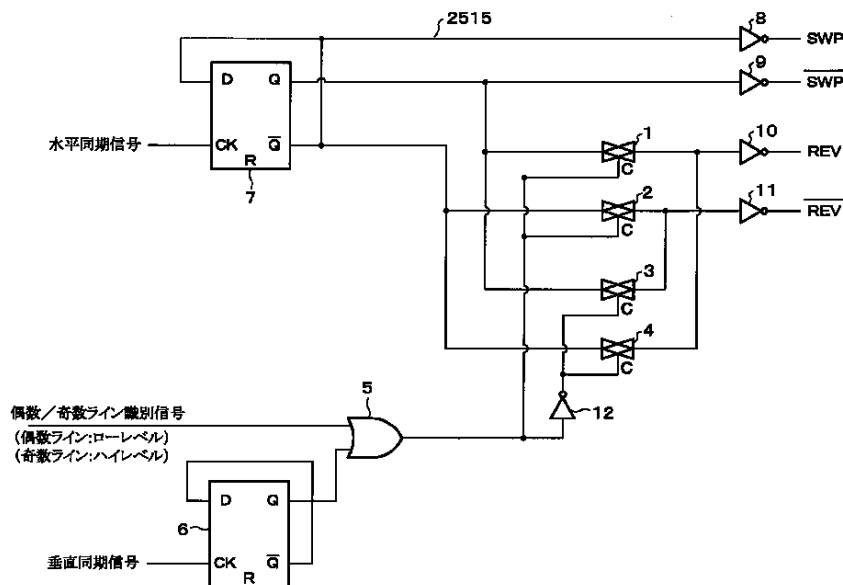 2515
8
SWP
9
S̅W̅P̅
D
Q
水平同期信号
CK
Q̅
R
7
1
C
10
REV
2
C
11
R̅E̅V̅
3
C
4
C
12
5
偶数／奇数ライン識別信号
(偶数ライン:ローレベル)
(奇数ライン:ハイレベル)
D
Q
6
垂直同期信号
CK
Q̅
R